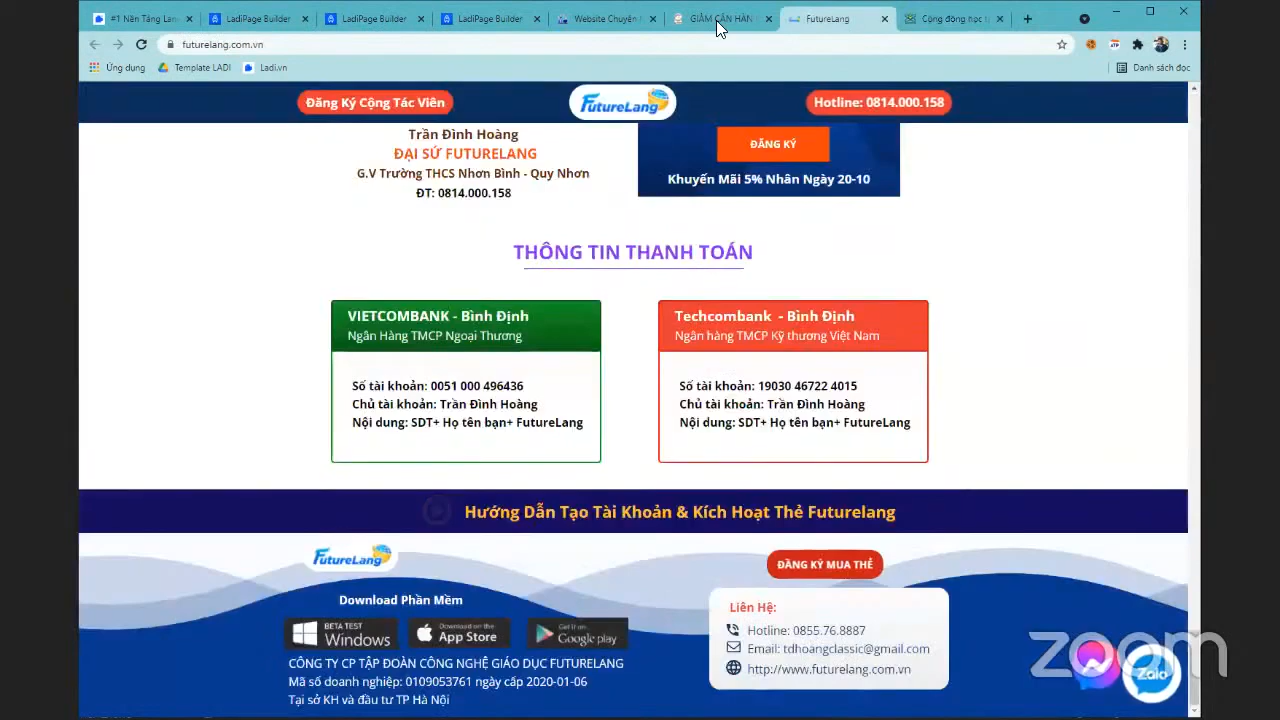 #1 Nền Tảng Lan
LadiPage Builder
LadiPage Builder
LadiPage Builder
Website Chuyên
GIẢM CÂN HÀN
FutureLang
Cộng đồng học t
futurelang.com.vn
Ứng dụng
Template LADI
Ladi.vn
Danh sách đọc
Đăng Ký Cộng Tác Viên
FutureLang
Hotline: 0814.000.158
Trần Đình Hoàng
ĐẠI SỨ FUTURELANG
G.V Trường THCS Nhơn Bình - Quy Nhơn
ĐT: 0814.000.158
ĐĂNG KÝ
Khuyến Mãi 5% Nhân Ngày 20-10
THÔNG TIN THANH TOÁN
VIETCOMBANK - Bình Định
Ngân Hàng TMCP Ngoại Thương
Số tài khoản: 0051 000 496436
Chủ tài khoản: Trần Đình Hoàng
Nội dung: SDT+ Họ tên bạn+ FutureLang
Techcombank - Bình Định
Ngân hàng TMCP Kỹ thương Việt Nam
Số tài khoản: 19030 46722 4015
Chủ tài khoản: Trần Đình Hoàng
Nội dung: SDT+ Họ tên bạn+ FutureLang
Hướng Dẫn Tạo Tài Khoản & Kích Hoạt Thẻ Futurelang
FutureLang
Download Phần Mềm
BETA TEST
Windows
Download on the
App Store
Get it on
Google play
CÔNG TY CP TẬP ĐOÀN CÔNG NGHỆ GIÁO DỤC FUTURELANG
Mã số doanh nghiệp: 0109053761 ngày cấp 2020-01-06
Tại sở KH và đầu tư TP Hà Nội
ĐĂNG KÝ MUA THẺ
Liên Hệ:
Hotline: 0855.76.8887
Email: tdhoangclassic@gmail.com
http://www.futurelang.com.vn
zoom
Zalo